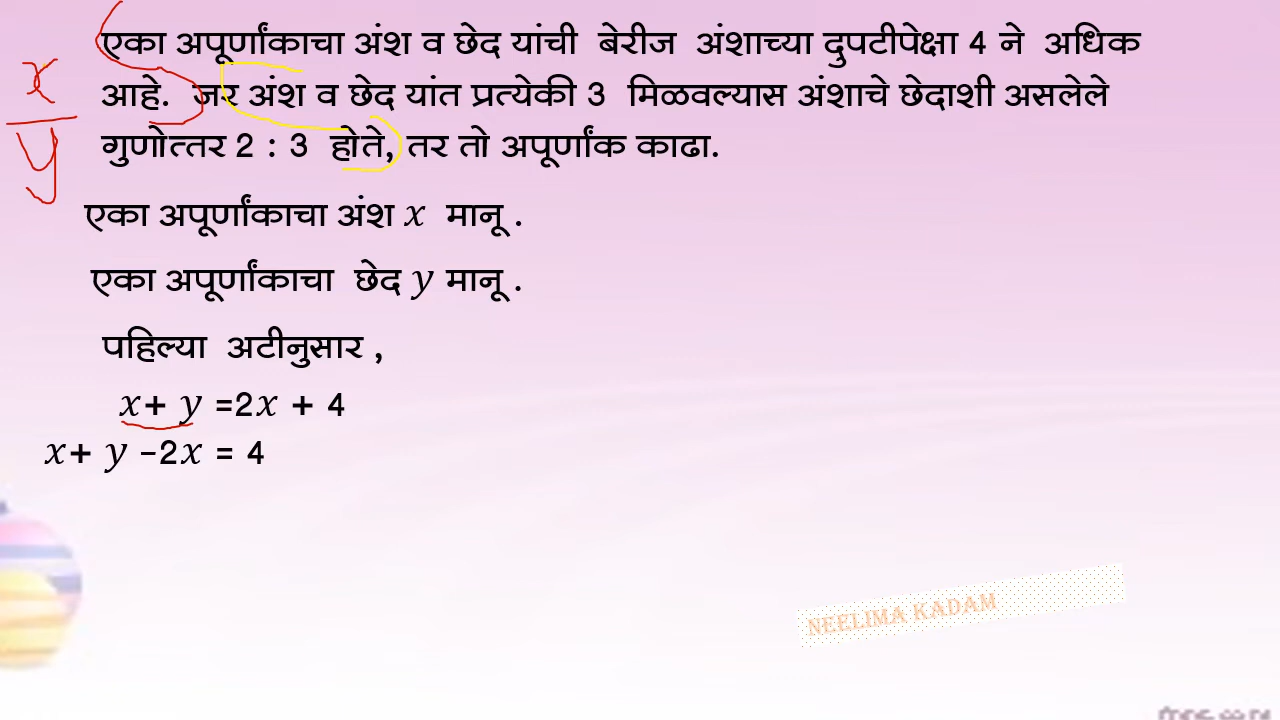 एका अपूर्णांकाचा अंश व छेद यांची बेरीज अंशाच्या दुपटीपेक्षा 4 ने अधिक
आहे. जर अंश व छेद यांत प्रत्येकी 3 मिळवल्यास अंशाचे छेदाशी असलेले
गुणोत्तर 2 : 3 होते, तर तो अपूर्णांक काढा.
x
y
एका अपूर्णांकाचा अंश x मानू .
एका अपूर्णांकाचा छेद y मानू .
पहिल्या अटीनुसार ,
x+ y =2x + 4
x+ y -2x = 4
NEELIMA KADAM